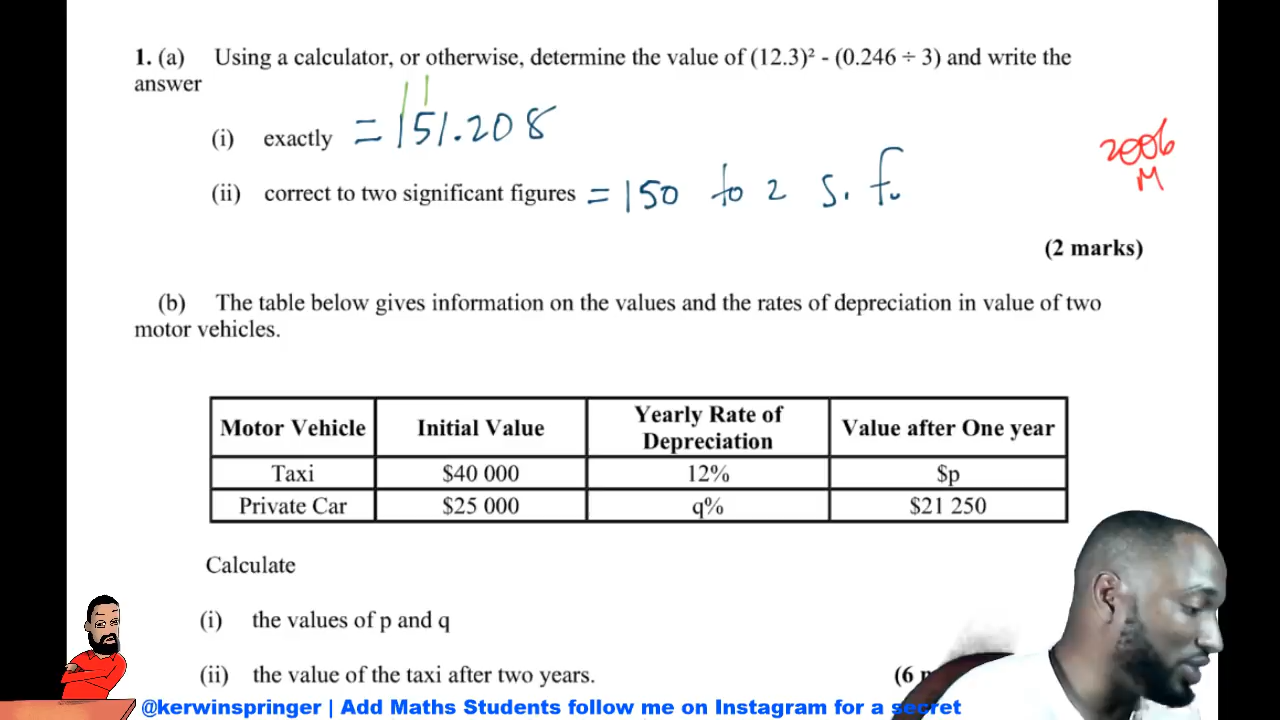 1. (a) Using a calculator, or otherwise, determine the value of (12.3)² - (0.246 ÷ 3) and write the
answer
(i) exactly = 151.208
(ii) correct to two significant figures = 150 to 2 s.f.
2006
M
(2 marks)
(b) The table below gives information on the values and the rates of depreciation in value of two
motor vehicles.
Motor Vehicle Initial Value Yearly Rate of Depreciation Value after One year
Taxi $40 000 12% $p
Private Car $25 000 q% $21 250
Calculate
(i) the values of p and q
(ii) the value of the taxi after two years. (6
@kerwinspringer | Add Maths Students follow me on Instagram for a secret